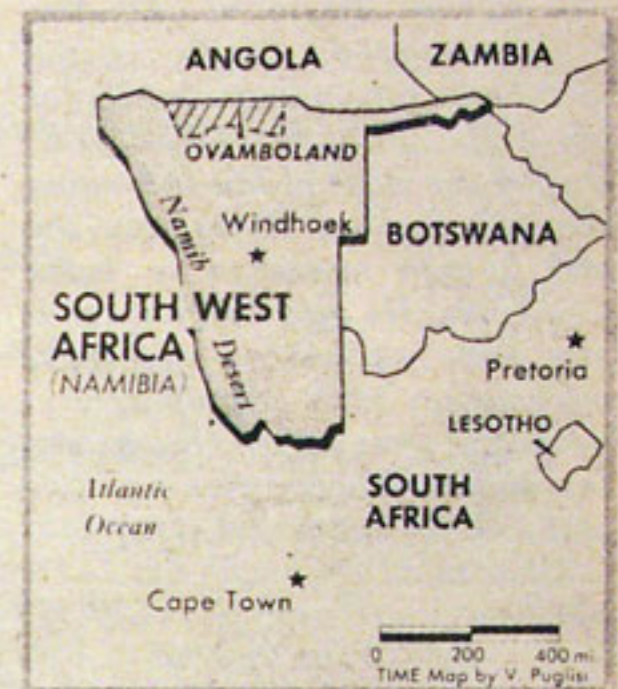 ANGOLA
ZAMBIA
OVAMBOLAND
Namib
Windhoek
BOTSWANA
SOUTH WEST
AFRICA
(NAMIBIA)
Desert
Pretoria
LESOTHO
Atlantic
Ocean
SOUTH
AFRICA
Cape Town
0 200 400 mi.
TIME Map by V. Puglisi